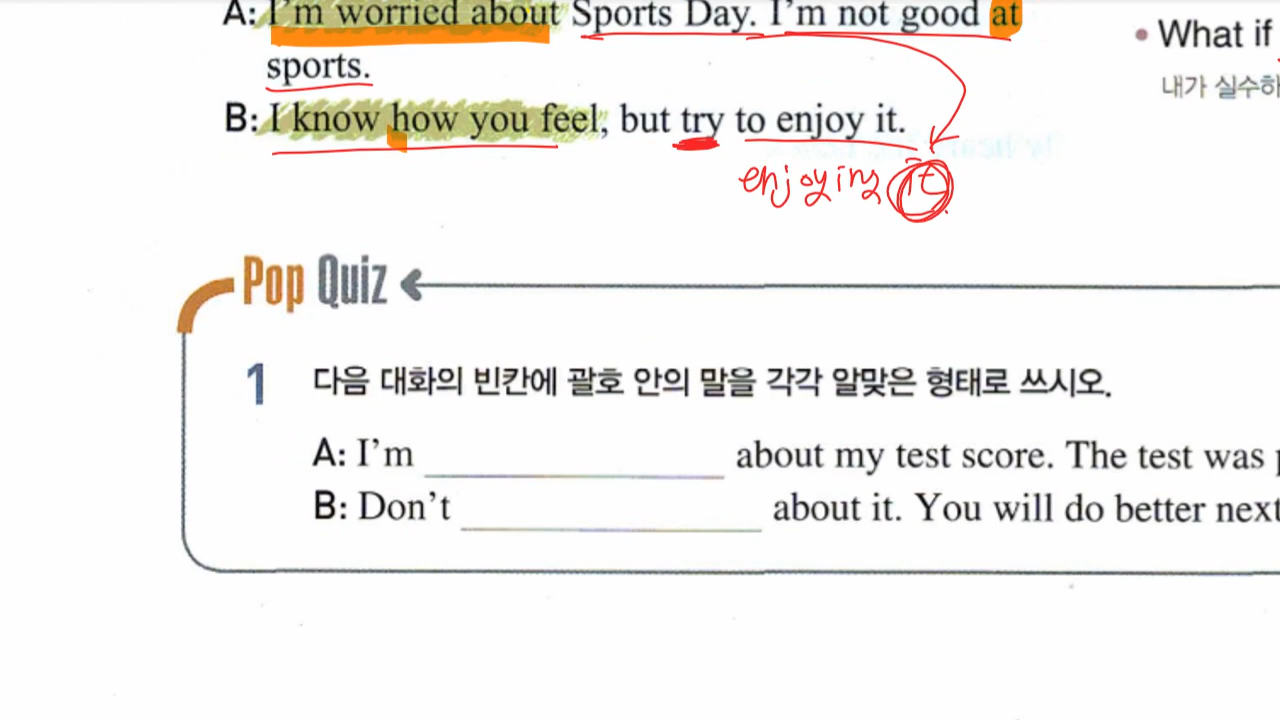 A: I'm worried about Sports Day. I'm not good at
sports.
B: I know how you feel, but try to enjoy it.
enjoying it.
• What if
내가 실수하
Pop Quiz
1 다음 대화의 빈칸에 괄호 안의 말을 각각 알맞은 형태로 쓰시오.
A: I'm ____________ about my test score. The test was
B: Don't ____________ about it. You will do better next